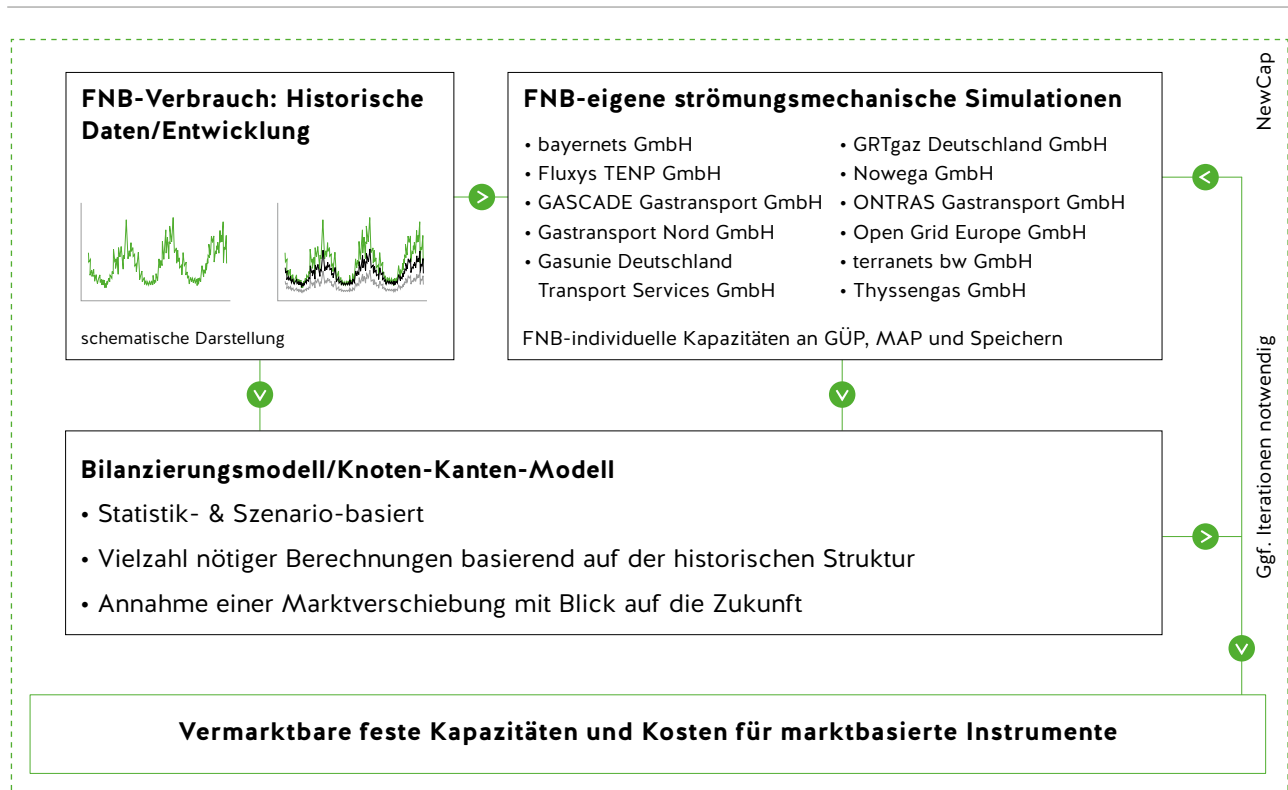 FNB-Verbrauch: Historische
Daten/Entwicklung
schematische Darstellung
FNB-eigene strömungsmechanische Simulationen
• bayernets GmbH
• Fluxys TENP GmbH
• GASCADE Gastransport GmbH
• Gastransport Nord GmbH
• Gasunie Deutschland
Transport Services GmbH
• GRTgaz Deutschland GmbH
• Nowega GmbH
• ONTRAS Gastransport GmbH
• Open Grid Europe GmbH
• terranets bw GmbH
• Thyssengas GmbH
FNB-individuelle Kapazitäten an GÜP, MAP und Speichern
NewCap
Ggf. Iterationen notwendig
Bilanzierungsmodell/Knoten-Kanten-Modell
• Statistik- & Szenario-basiert
• Vielzahl nötiger Berechnungen basierend auf der historischen Struktur
• Annahme einer Marktverschiebung mit Blick auf die Zukunft
Vermarktbare feste Kapazitäten und Kosten für marktbasierte Instrumente